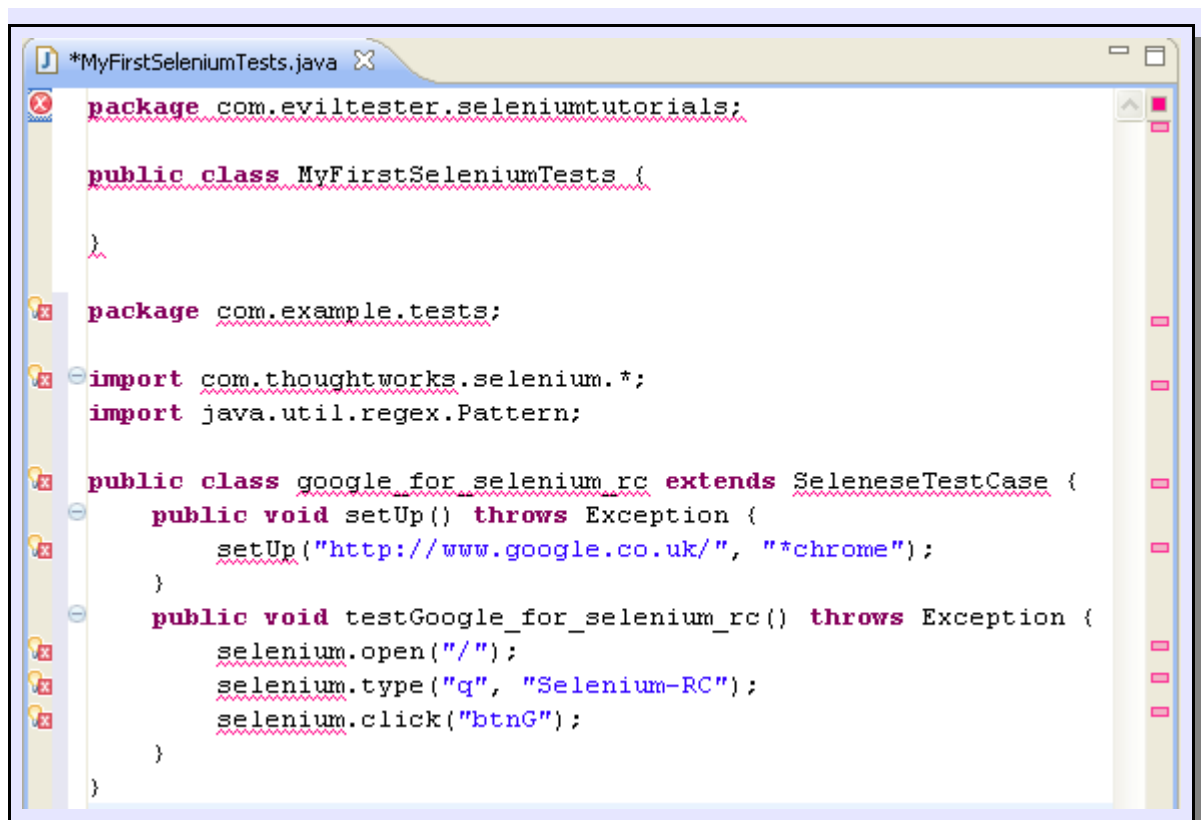 *MyFirstSeleniumTests.java
package com.eviltester.seleniumtutorials;
public class MyFirstSeleniumTests {
}
package com.example.tests;
import com.thoughtworks.selenium.*;
import java.util.regex.Pattern;
public class google_for_selenium_rc extends SeleneseTestCase {
public void setUp() throws Exception {
setUp("http://www.google.co.uk/", "*chrome");
}
public void testGoogle_for_selenium_rc() throws Exception {
selenium.open("/");
selenium.type("q", "Selenium-RC");
selenium.click("btnG");
}
}